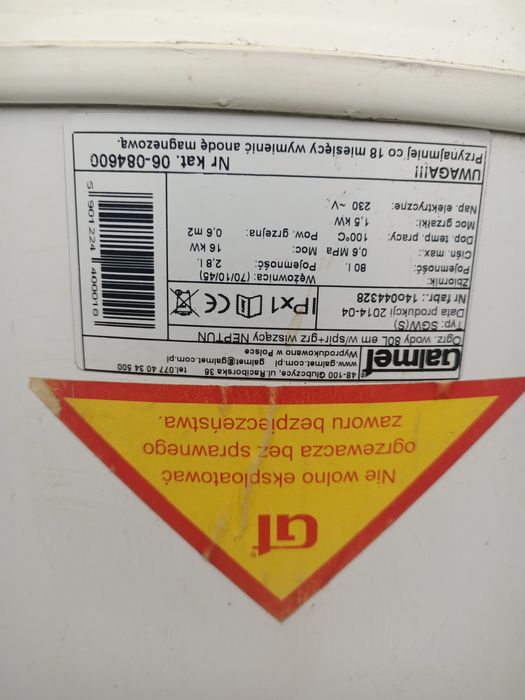 Galmet
48-100 Głubczyce, ul. Raciborska 36
tel.077 40 34 500
www.galmet.com.pl galmet@galmet.com.pl
Wyprodukowano w Polsce
Ogrz. wody 80L em w/spir+grz wiszący NEPTUN
Typ: SGW(S)
Data produkcji 2014-04
Nr fabr.: 140044328
IPx1
CE
Zbiornik:
Pojemność: 80 l.
Ciśn. max.: 0,6 MPa
Dop. temp. pracy: 100°C
Moc grzałki: 1,5 kW
Nap. elektryczne: 230 ~V
Wężownica: (70/10/45)
Pojemność: 2,8 l.
Moc: 16 kW
Pow. grzejna: 0,6 m2
5 901224 400018
UWAGA!!! Nr kat. 06-084600
Przynajmniej co 18 miesięcy wymienić anodę magnezową.
Gt
Nie wolno eksploatować
ogrzewacza bez sprawnego
zaworu bezpieczeństwa.